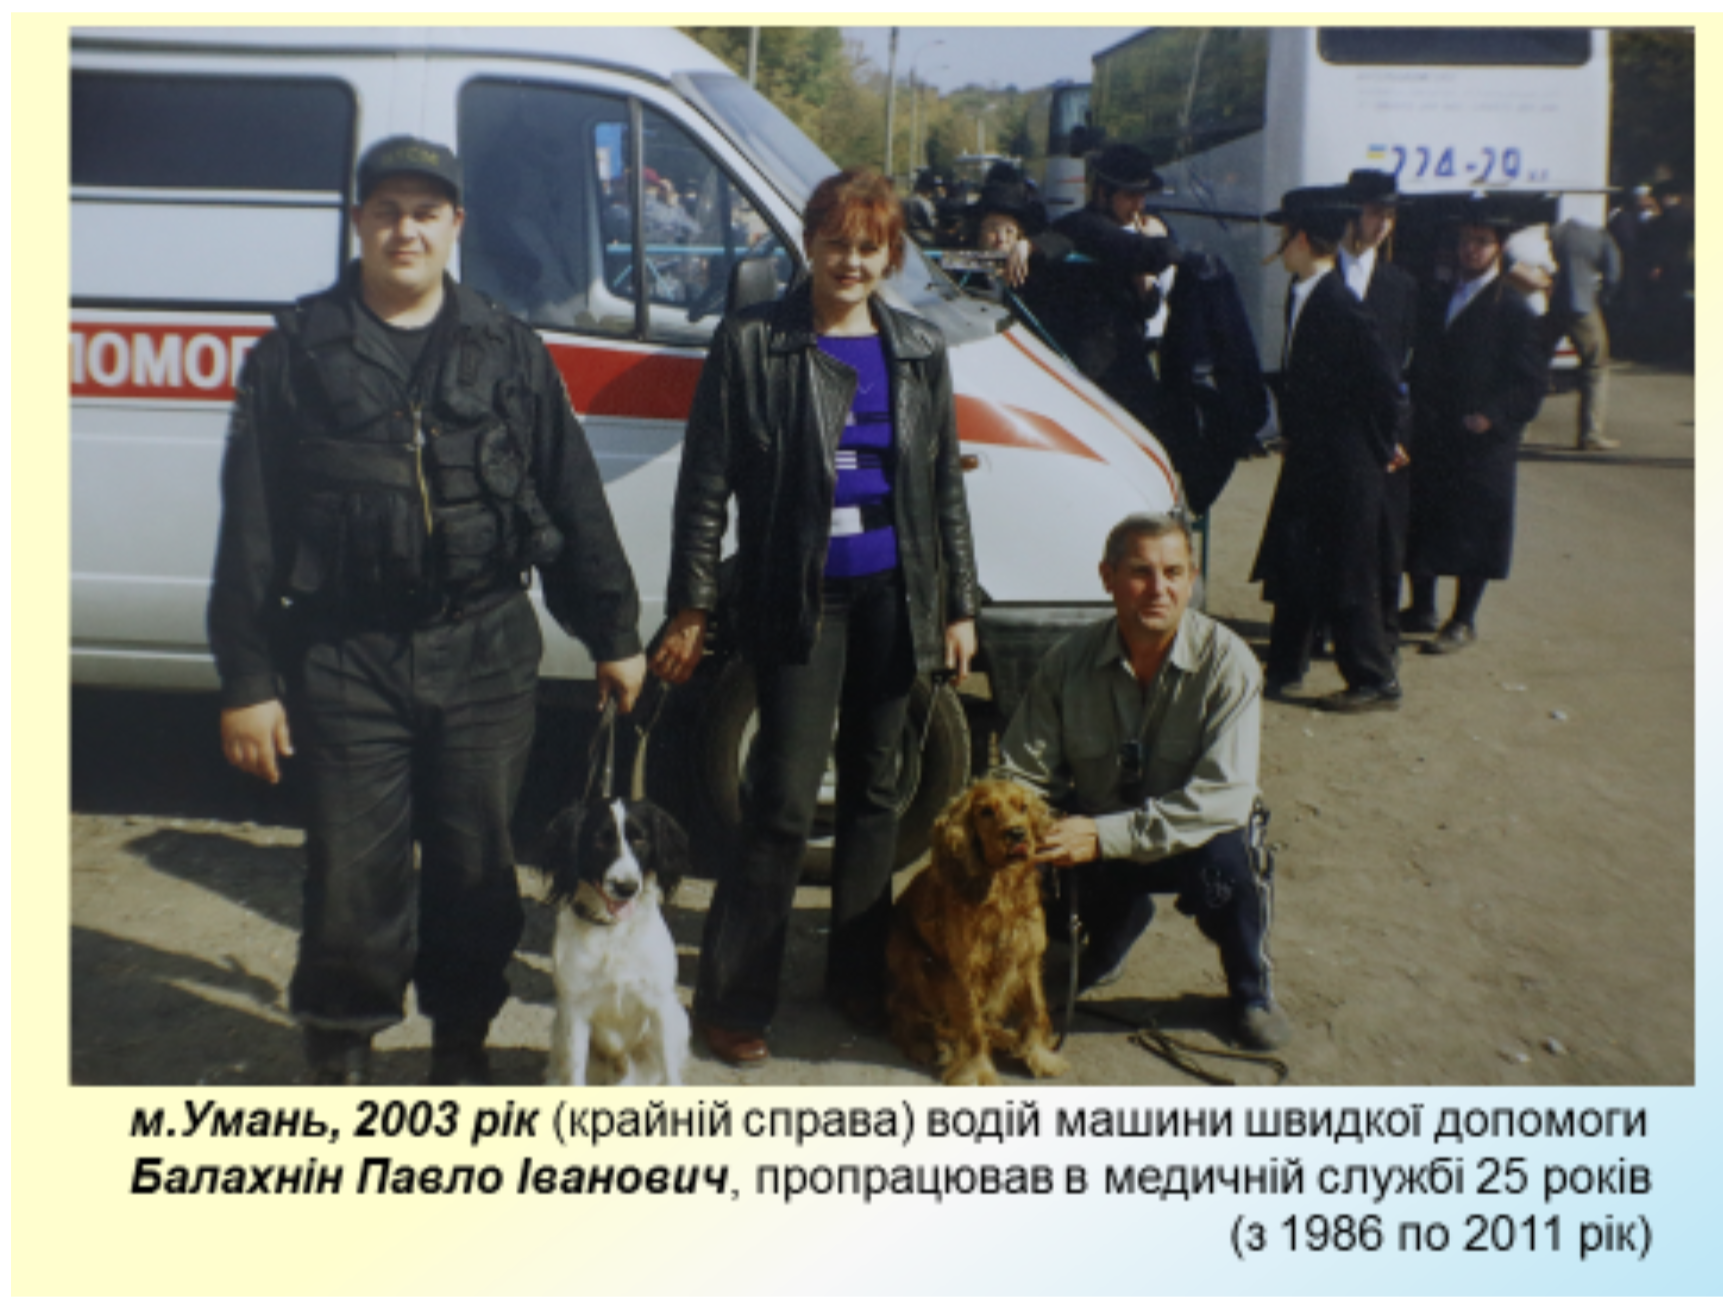 ПОМОГ
224-29
м.Умань, 2003 рік (крайній справа) водій машини швидкої допомоги
Балахнін Павло Іванович, пропрацював в медичній службі 25 років
(з 1986 по 2011 рік)